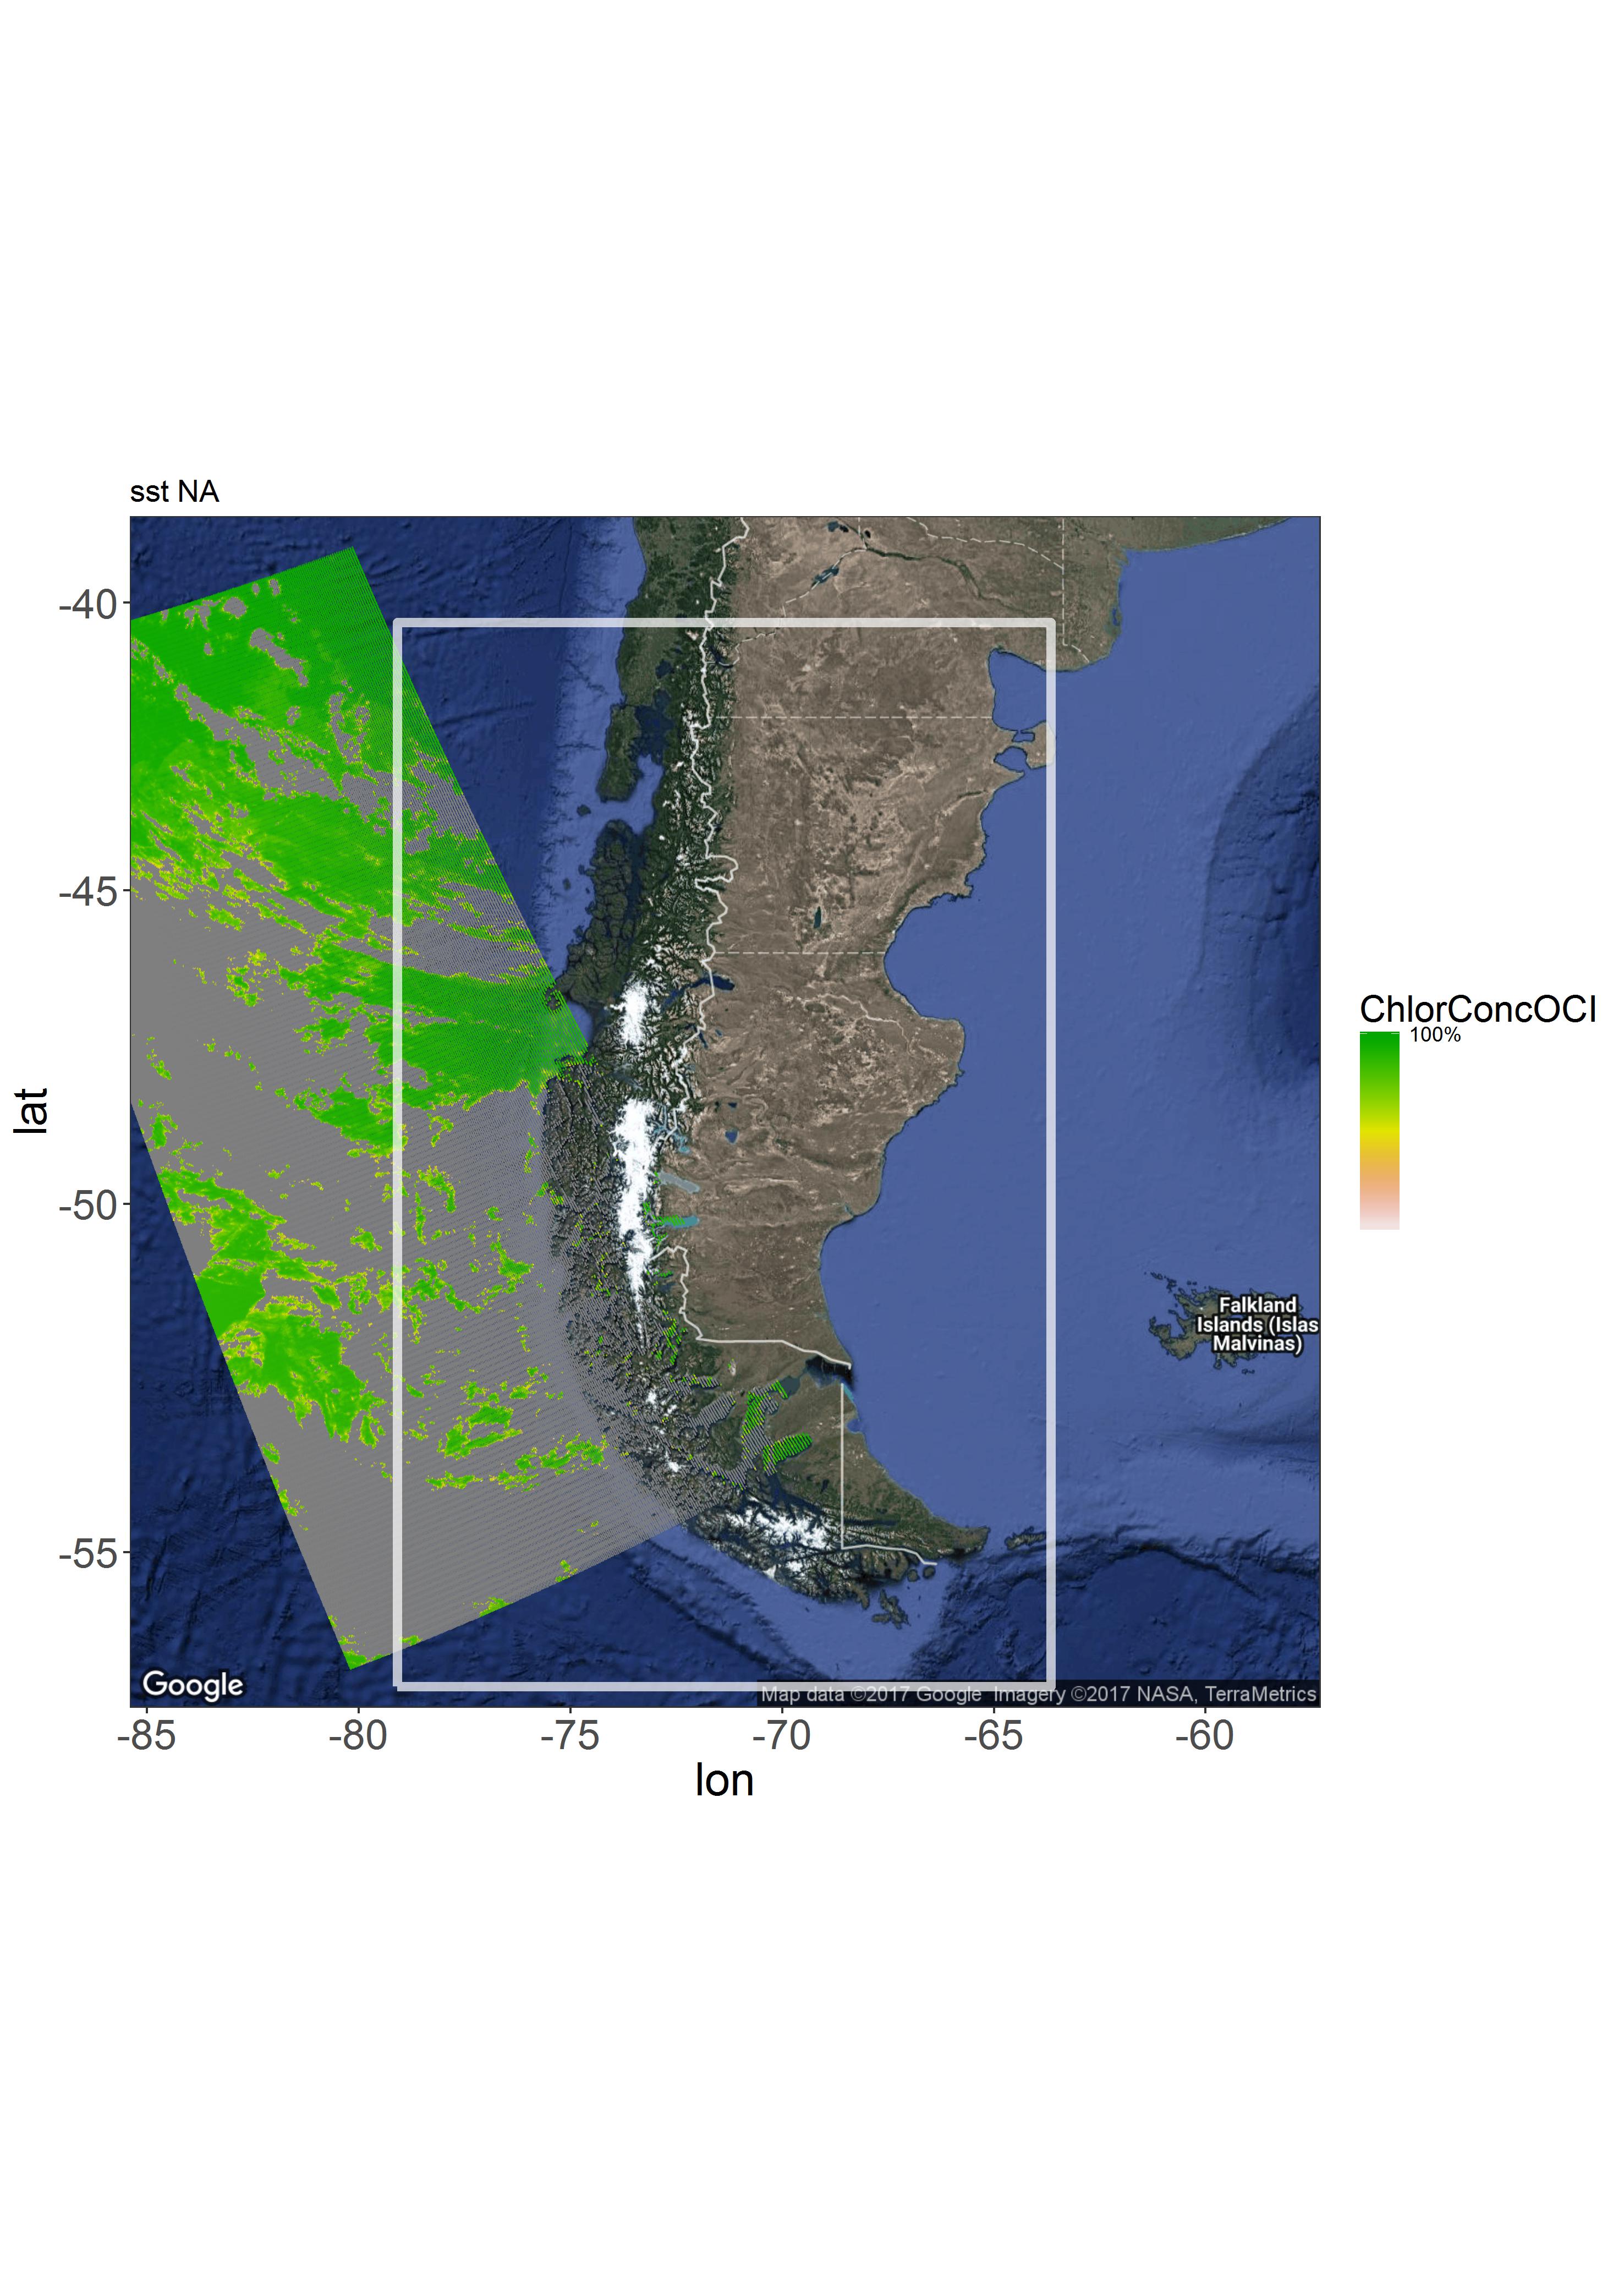 sst NA
-40
-45
-50
-55
lat
Falkland
Islands (Islas
Malvinas)
ChlorConcOCI
100%
Google
Map data ©2017 Google Imagery ©2017 NASA, TerraMetrics
-85
-80
-75
-70
-65
-60
lon